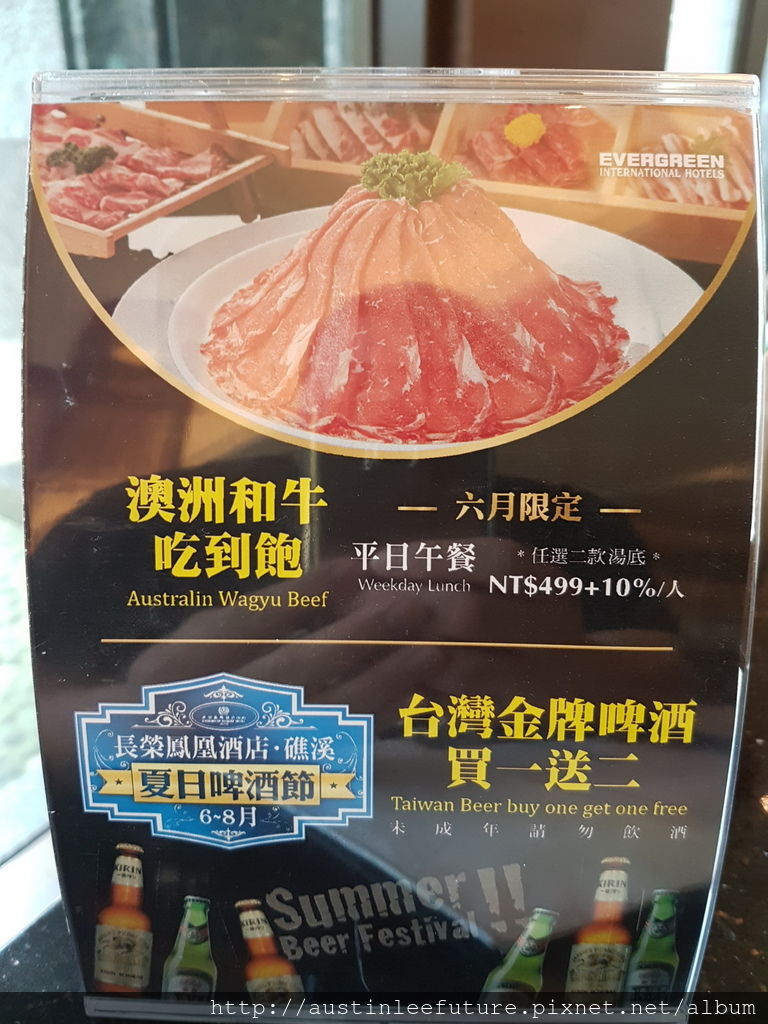 EVERGREEN
INTERNATIONAL HOTELS
澳洲和牛
吃到飽
Australin Wagyu Beef
— 六月限定 —
平日午餐
Weekday Lunch
* 任選二款湯底 *
NT$499+10%/人
長榮鳳凰酒店·礁溪
夏日啤酒節
6~8月
台灣金牌啤酒
買一送二
Taiwan Beer buy one get one free
未成年請勿飲酒
Summer!!
Beer Festival
KIRIN
KIRIN
KIRIN
http://austinleefuture.pixnet.net/album